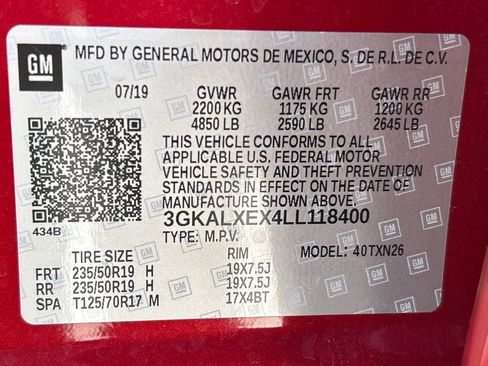 GM MFD BY GENERAL MOTORS DE MEXICO, S. DE R.L. DE C.V.
07/19 GVWR GAWR FRT GAWR RR
2200 KG 1175 KG 1200 KG
4850 LB 2590 LB 2645 LB
THIS VEHICLE CONFORMS TO ALL
APPLICABLE U.S. FEDERAL MOTOR
VEHICLE SAFETY AND THEFT PREVENTION
STANDARDS IN EFFECT ON THE DATE OF
MANUFACTURE SHOWN ABOVE.
3GKALXEX4LL118400
434B TYPE: M.P.V.
TIRE SIZE RIM MODEL: 40TXN26
FRT 235/50R19 H 19X7.5J
RR 235/50R19 H 19X7.5J
SPA T125/70R17 M 17X4BT